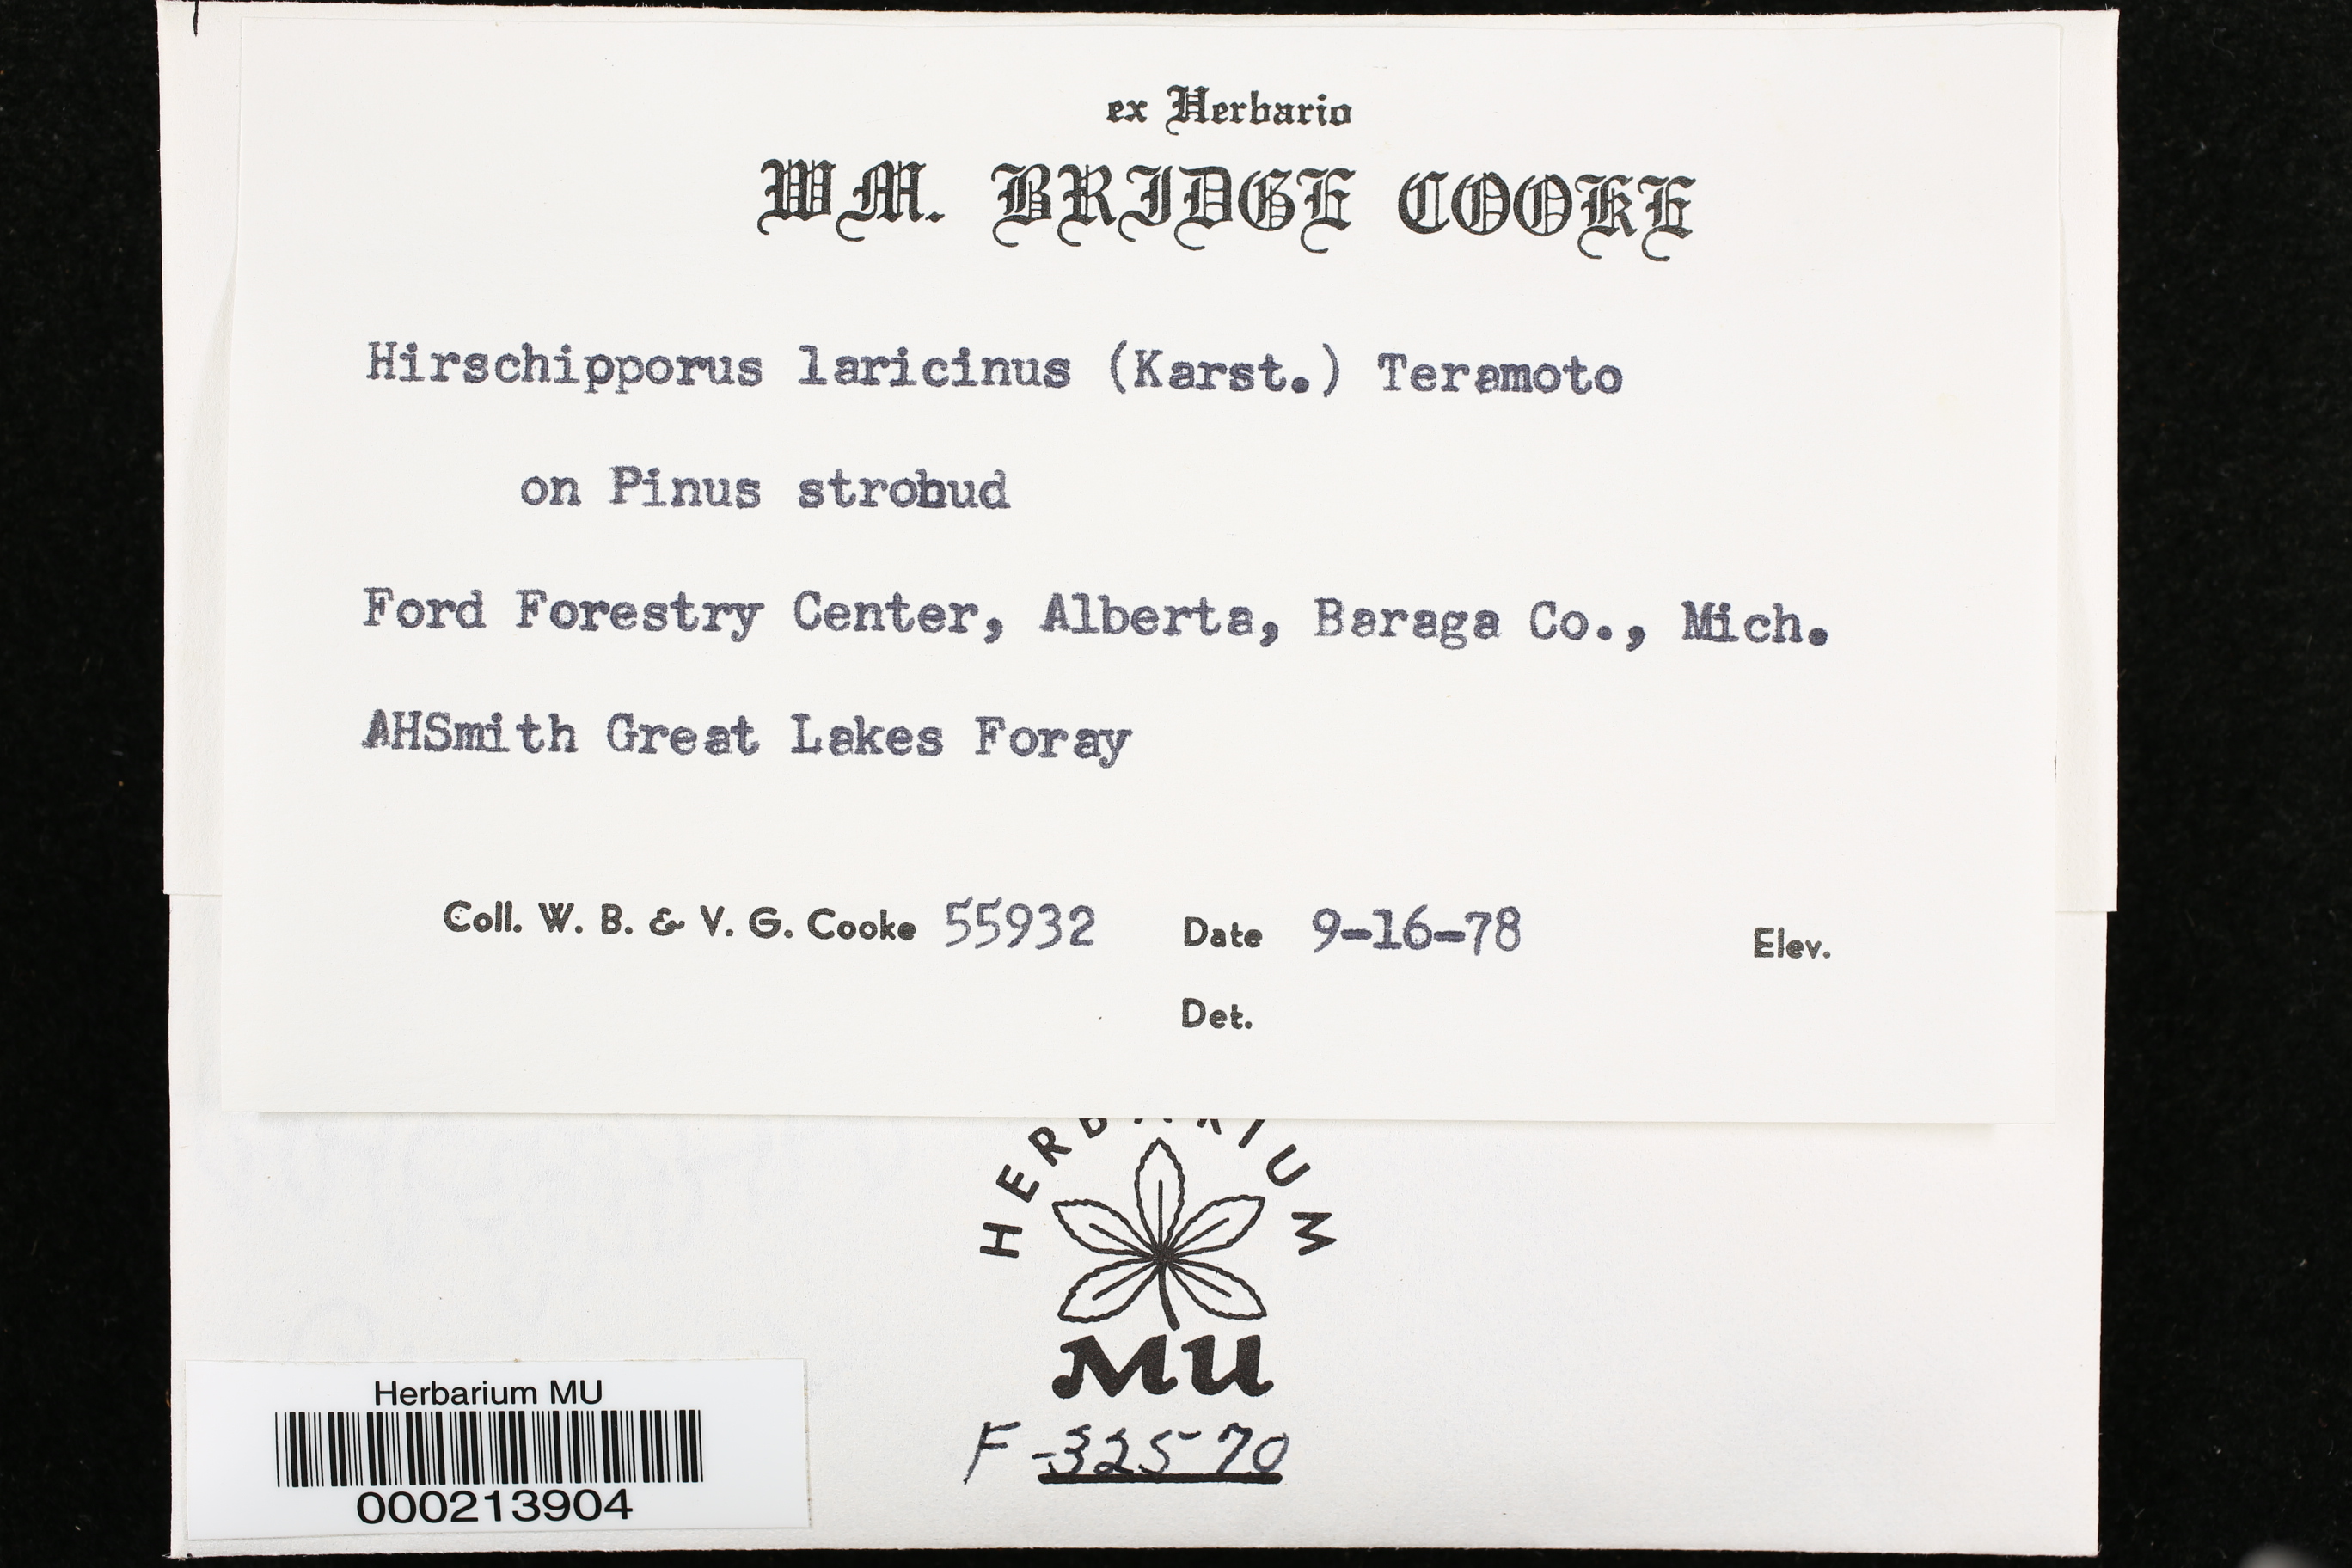 ex Herbario
WM. BRIDGE COOKE
Hirschipporus laricinus (Karst.) Teramoto
on Pinus strobud
Ford Forestry Center, Alberta, Baraga Co., Mich.
AHSmith Great Lakes Foray
Coll. W. B. & V. G. Cooke 55932 Date 9-16-78 Elev.
Det.
HERBARIUM
MU
F-32570
Herbarium MU
000213904